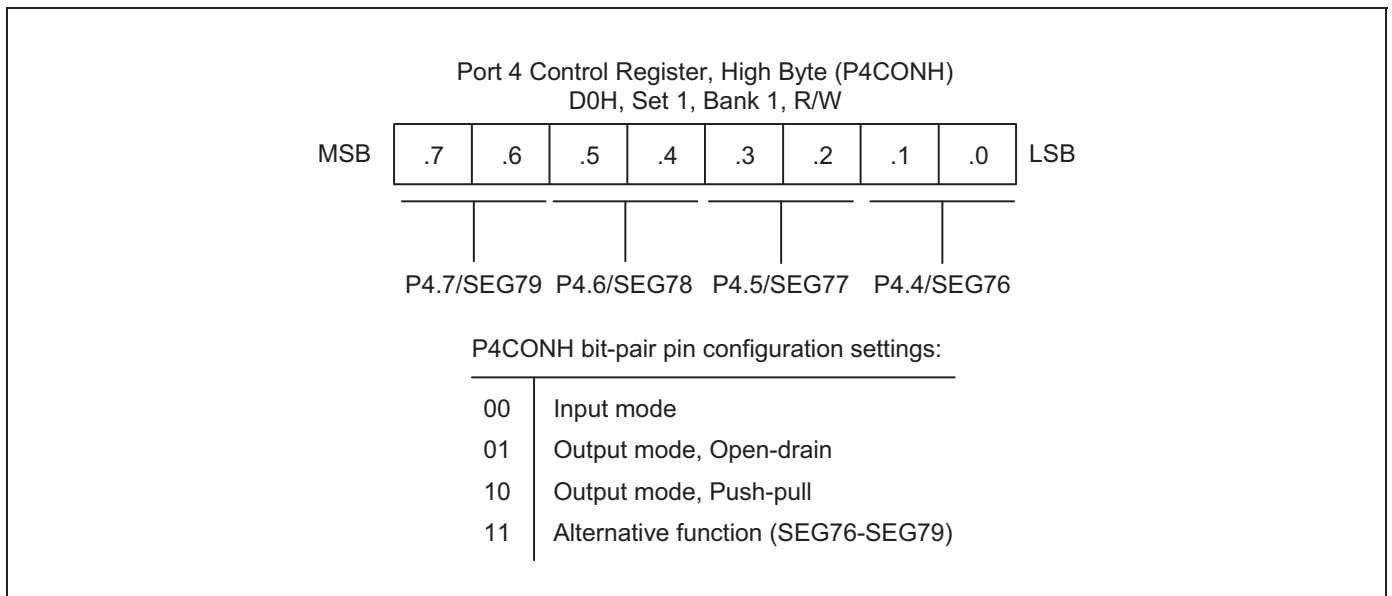 Port 4 Control Register, High Byte (P4CONH)
D0H, Set 1, Bank 1, R/W
MSB .7 .6 .5 .4 .3 .2 .1 .0 LSB
P4.7/SEG79 P4.6/SEG78 P4.5/SEG77 P4.4/SEG76
P4CONH bit-pair pin configuration settings:
00 Input mode
01 Output mode, Open-drain
10 Output mode, Push-pull
11 Alternative function (SEG76-SEG79)